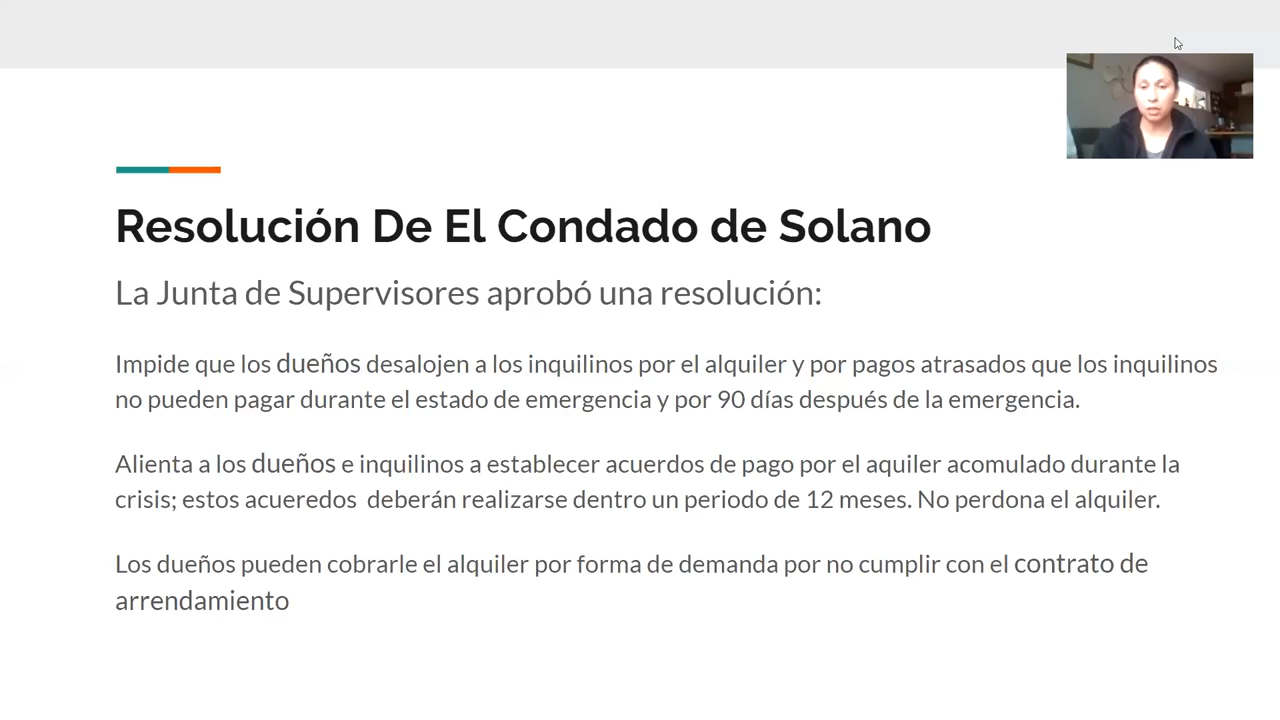 Resolución De El Condado de Solano
La Junta de Supervisores aprobó una resolución:
Impide que los dueños desalojen a los inquilinos por el alquiler y por pagos atrasados que los inquilinos
no pueden pagar durante el estado de emergencia y por 90 días después de la emergencia.
Alienta a los dueños e inquilinos a establecer acuerdos de pago por el aquiler acomulado durante la
crisis; estos acueredos  deberán realizarse dentro un periodo de 12 meses. No perdona el alquiler.
Los dueños pueden cobrarle el alquiler por forma de demanda por no cumplir con el contrato de
arrendamiento